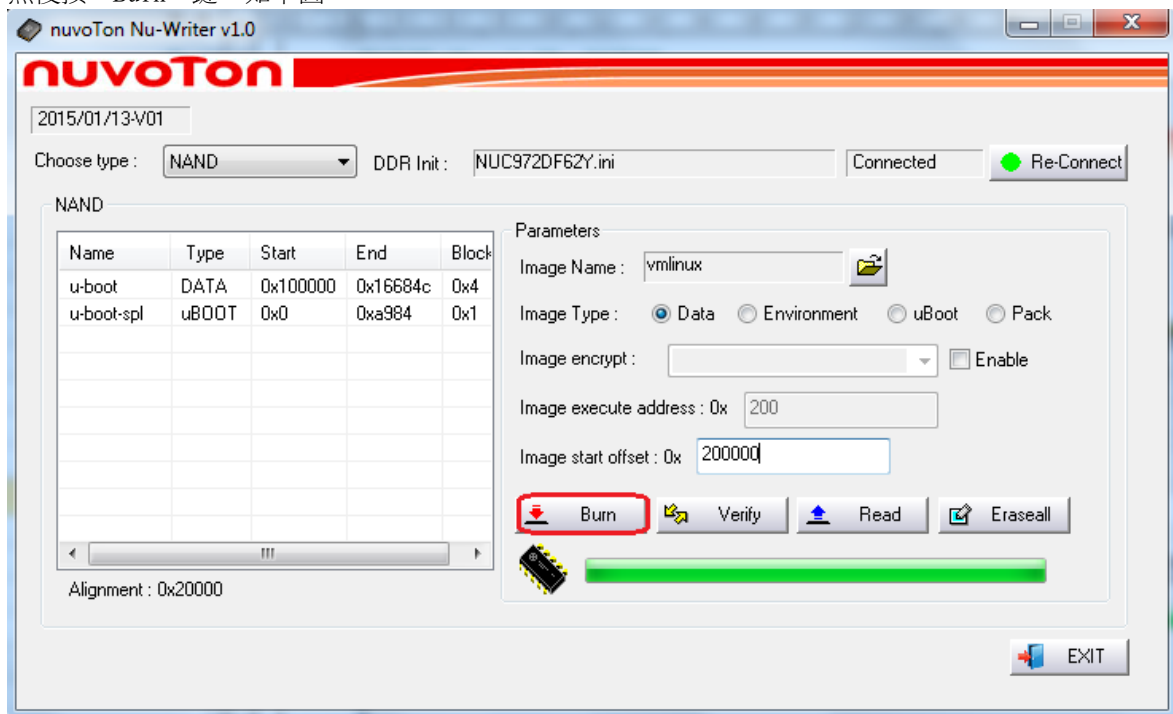 nuvoTon Nu-Writer v1.0
nuvoTon
2015/01/13-V01
Choose type : NAND DDR Init : NUC972DF62Y.ini Connected Re-Connect
NAND
Name Type Start End Block
u-boot DATA 0x100000 0x16684c 0x4
u-boot-spl uBOOT 0x0 0xa984 0x1
Alignment : 0x20000
Parameters
Image Name : vmlinux
Image Type : Data Environment uBoot Pack
Image encrypt : Enable
Image execute address : 0x 200
Image start offset : 0x 200000
Burn Verify Read Eraseall
EXIT